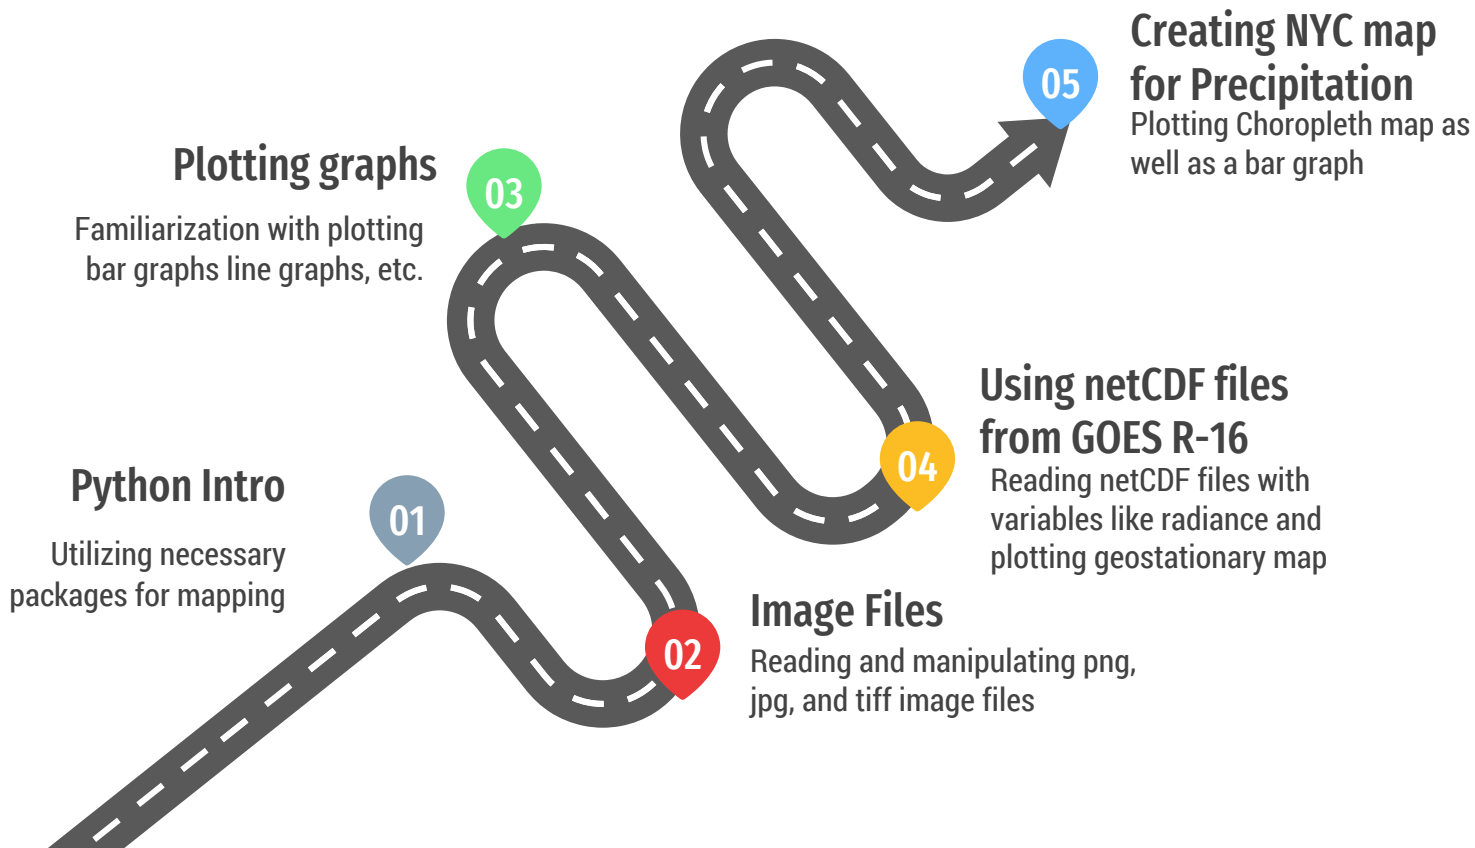 Python Intro
Utilizing necessary
packages for mapping
01
02
Image Files
Reading and manipulating png,
jpg, and tiff image files
Plotting graphs
Familiarization with plotting
bar graphs line graphs, etc.
03
04
Using netCDF files
from GOES R-16
Reading netCDF files with
variables like radiance and
plotting geostationary map
05
Creating NYC map
for Precipitation
Plotting Choropleth map as
well as a bar graph